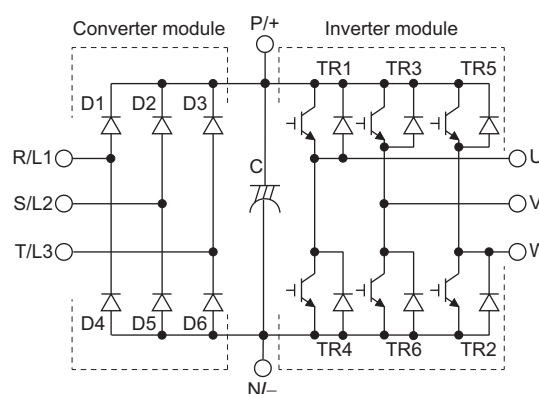 Converter module
P/+
Inverter module
D1 D2 D3
TR1 TR3 TR5
R/L1
S/L2
T/L3
C
U
V
W
D4 D5 D6
TR4 TR6 TR2
N/−